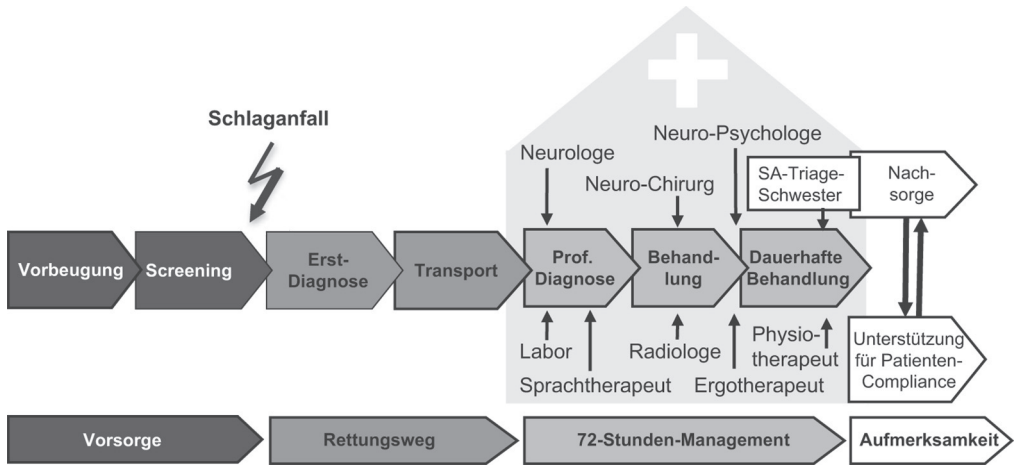 Schlaganfall
Neurologe
Neuro-Chirurg
Neuro-Psychologe
SA-Triage-
Schwester
Nach-
sorge
Vorbeugung
Screening
Erst-
Diagnose
Transport
Prof.
Diagnose
Behand-
lung
Dauerhafte
Behandlung
Labor
Sprachtherapeut
Radiologe
Ergotherapeut
Physio-
therapeut
Unterstützung
für Patienten-
Compliance
Vorsorge
Rettungsweg
72-Stunden-Management
Aufmerksamkeit